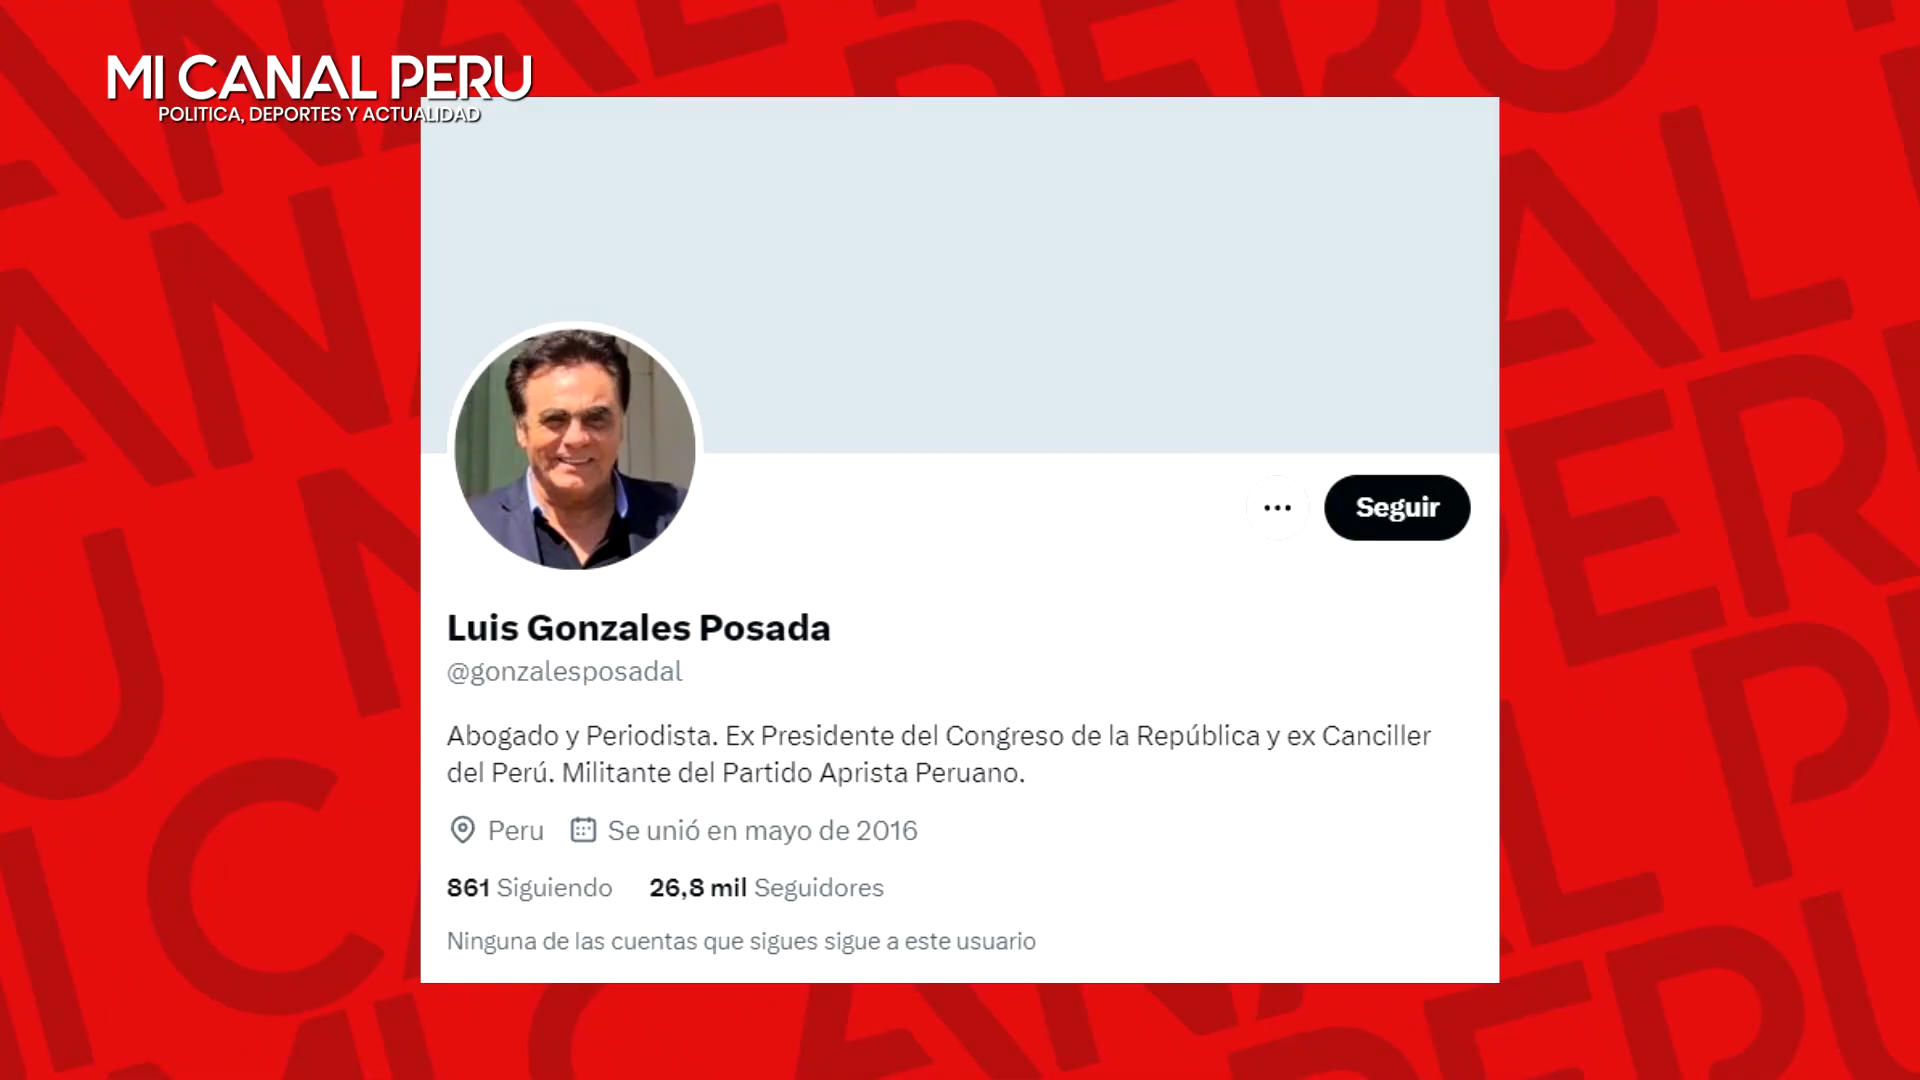 MI CANAL PERU
POLITICA, DEPORTES Y ACTUALIDAD
Seguir
Luis Gonzales Posada
@gonzalesposadal
Abogado y Periodista. Ex Presidente del Congreso de la República y ex Canciller
del Perú. Militante del Partido Aprista Peruano.
Peru Se unió en mayo de 2016
861 Siguiendo 26,8 mil Seguidores
Ninguna de las cuentas que sigues sigue a este usuario